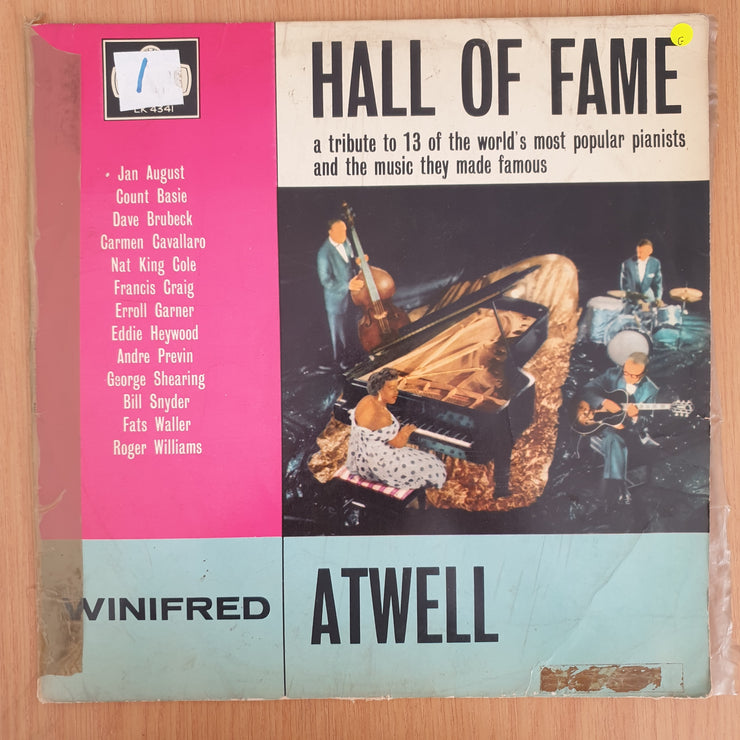 1
LK 4341
HALL OF FAME
G
a tribute to 13 of the world's most popular pianists
and the music they made famous
• Jan August
Count Basie
Dave Brubeck
Carmen Cavallaro
Nat King Cole
Francis Craig
Erroll Garner
Eddie Heywood
Andre Previn
George Shearing
Bill Snyder
Fats Waller
Roger Williams
WINIFRED ATWELL